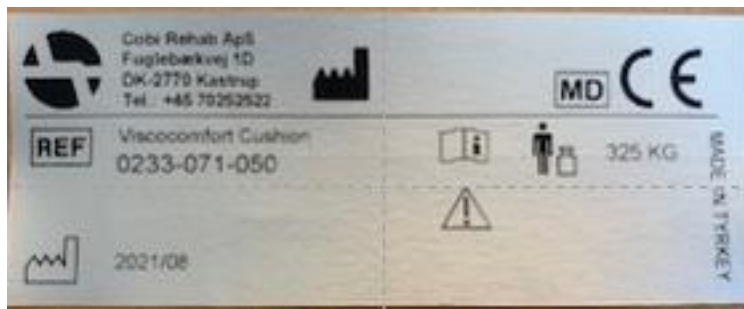 Cobi Rehab ApS
Fuglebækvej 1D
DK-2770 Kastrup
Tel.: +45 70252522
MD CE
REF Viscocomfort Cushion
0233-071-050
325 KG
2021/08
MADE IN TYRKEY